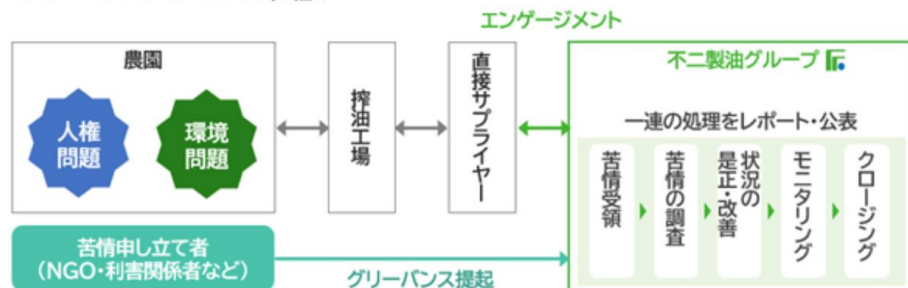 エンゲージメント
農園
人権
問題
環境
問題
搾油工場
直接サプライヤー
不二製油グループ
一連の処理をレポート・公表
苦情受領
苦情の調査
状況の
是正・改善
モニタリング
クロージング
苦情申し立て者
(NGO・利害関係者など)
グリーバンス提起